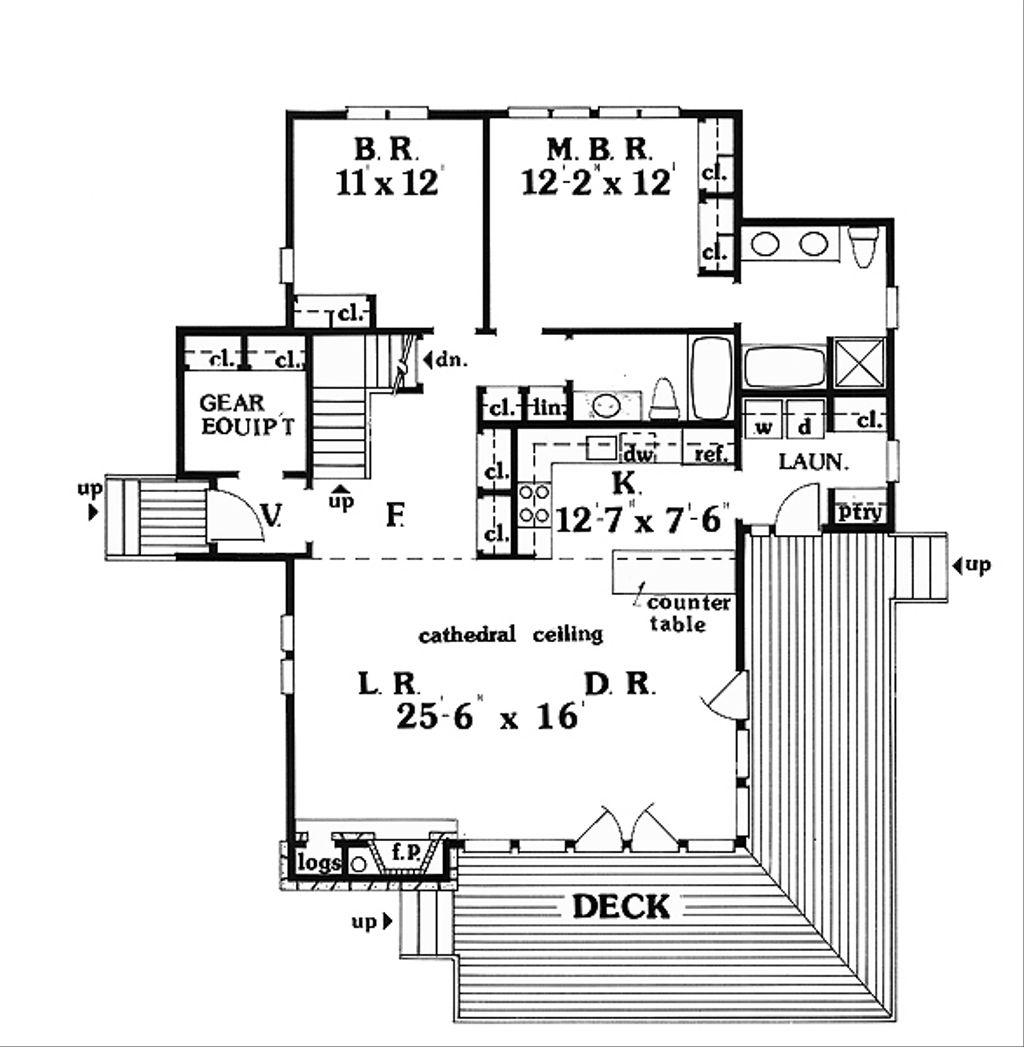 B. R.
11' x 12'
M. B. R.
12'-2" x 12'
cl.
cl.
cl.
cl.
cl.
dn.
GEAR
EQUIP'T
cl.
lin.
w
d
cl.
LAUN.
cl.
dw
ref.
K.
12'-7" x 7'-6"
ptry
up
up
V.
F.
cl.
up
counter
table
cathedral ceiling
L. R.
D. R.
25'-6" x 16'
logs
f.p.
up
DECK